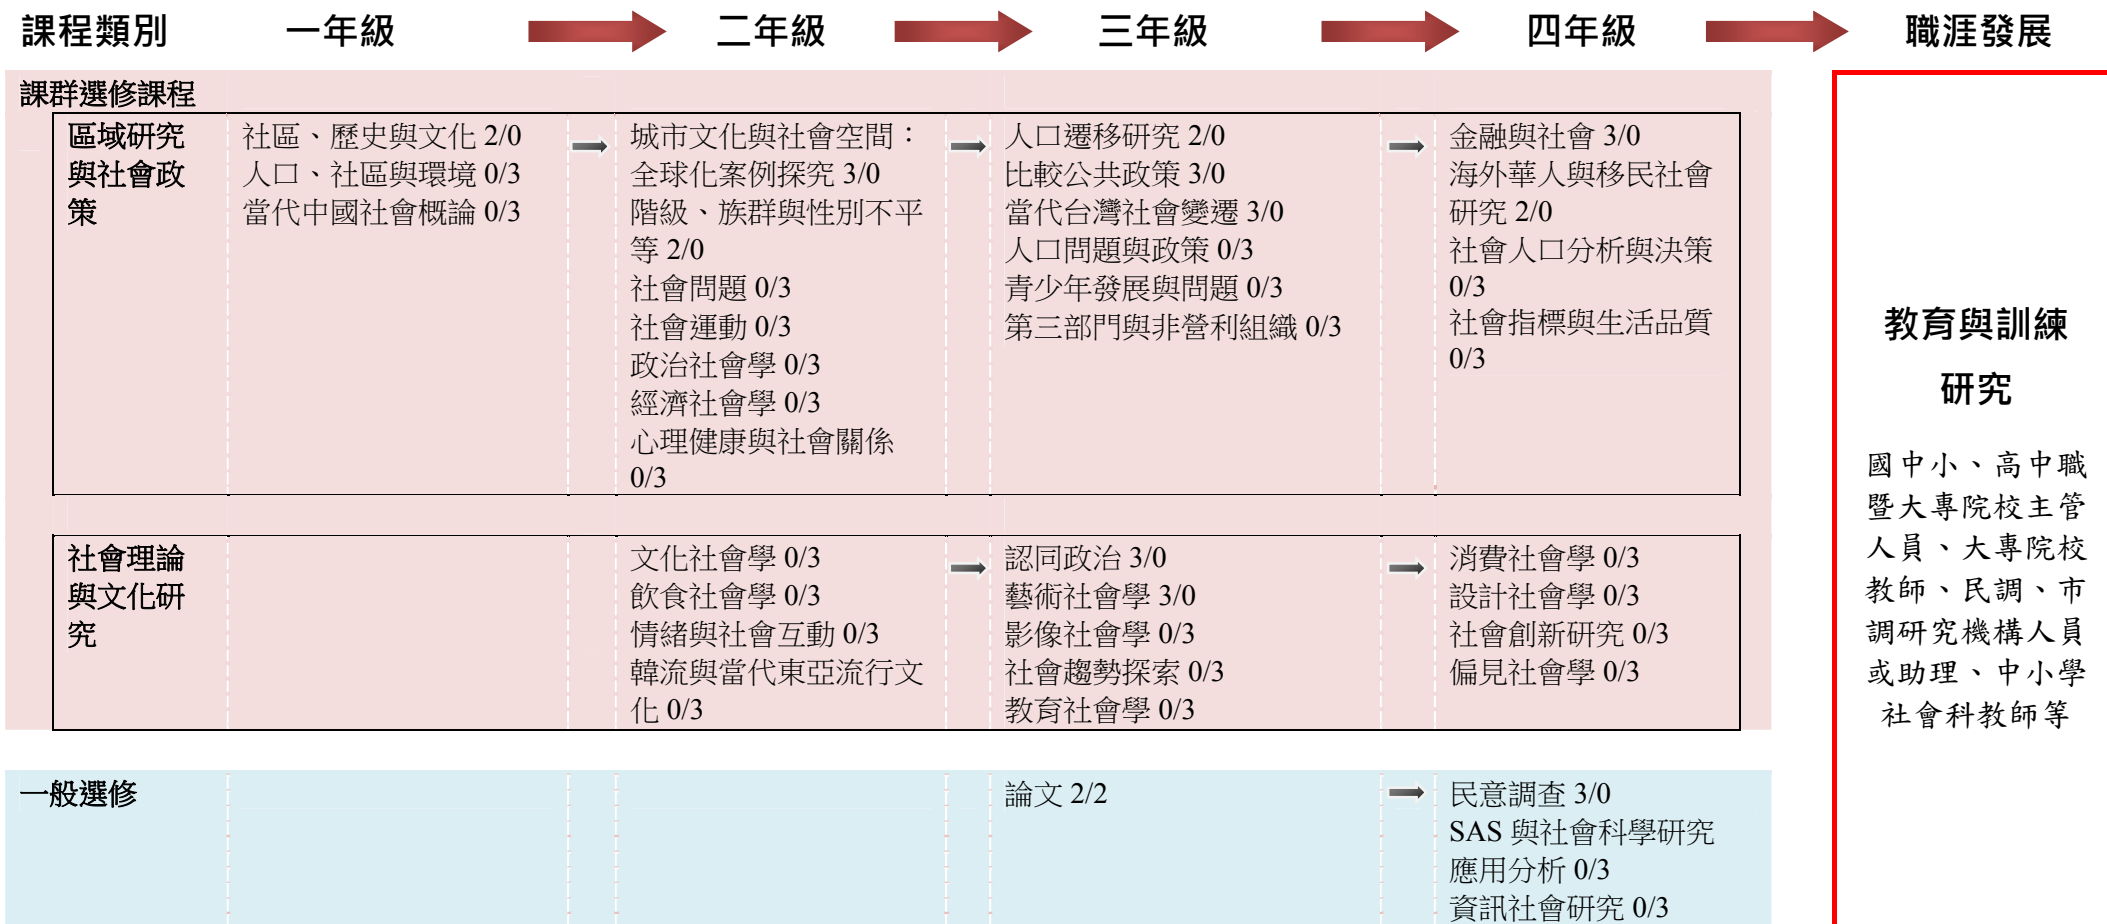 課程類別 一年級 二年級 三年級 四年級 職涯發展
課群選修課程
區域研究
與社會政
策
社區、歷史與文化 2/0
人口、社區與環境 0/3
當代中國社會概論 0/3
城市文化與社會空間：
全球化案例探究 3/0
階級、族群與性別不平
等 2/0
社會問題 0/3
社會運動 0/3
政治社會學 0/3
經濟社會學 0/3
心理健康與社會關係
0/3
人口遷移研究 2/0
比較公共政策 3/0
當代台灣社會變遷 3/0
人口問題與政策 0/3
青少年發展與問題 0/3
第三部門與非營利組織 0/3
金融與社會 3/0
海外華人與移民社會
研究 2/0
社會人口分析與決策
0/3
社會指標與生活品質
0/3
社會理論
與文化研
究
文化社會學 0/3
飲食社會學 0/3
情緒與社會互動 0/3
韓流與當代東亞流行文
化 0/3
認同政治 3/0
藝術社會學 3/0
影像社會學 0/3
社會趨勢探索 0/3
教育社會學 0/3
消費社會學 0/3
設計社會學 0/3
社會創新研究 0/3
偏見社會學 0/3
一般選修
論文 2/2
民意調查 3/0
SAS 與社會科學研究
應用分析 0/3
資訊社會研究 0/3
教育與訓練
研究
國中小、高中職
暨大專院校主管
人員、大專院校
教師、民調、市
調研究機構人員
或助理、中小學
社會科教師等